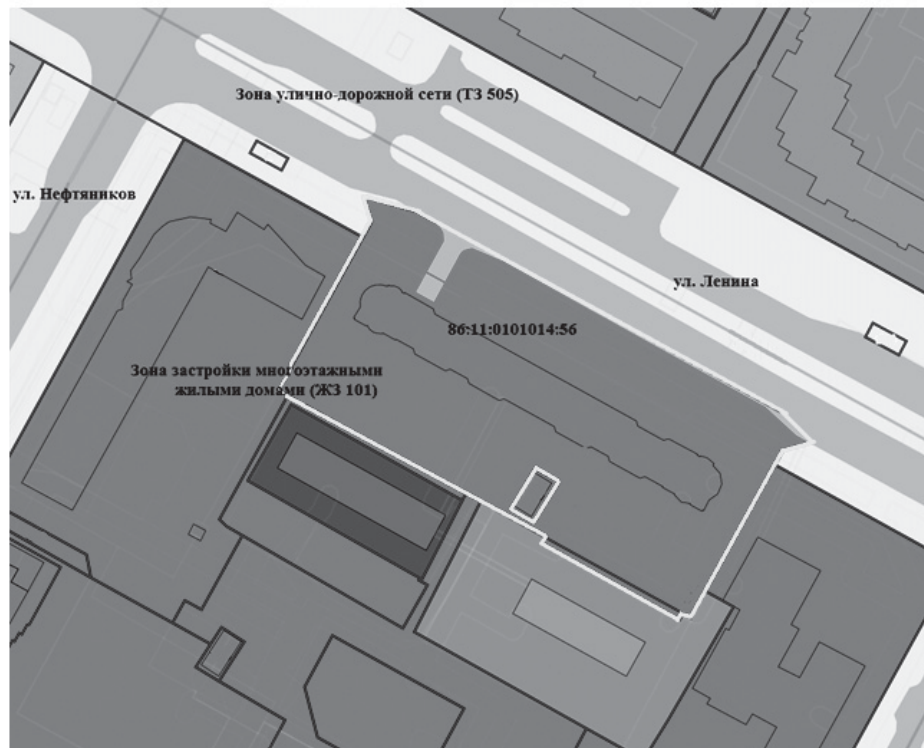 Зона улично-дорожной сети (ТЗ 505)
ул. Нефтяников
ул. Ленина
86:11:0101014:56
Зона застройки многоэтажными
жилыми домами (ЖЗ 101)